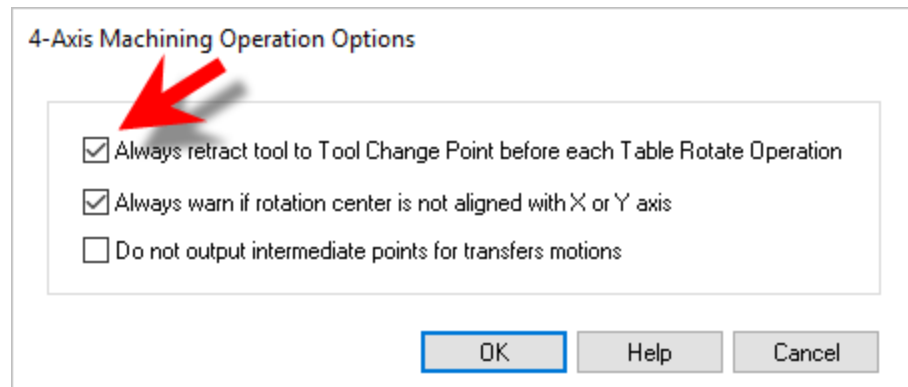 4-Axis Machining Operation Options
Always retract tool to Tool Change Point before each Table Rotate Operation
Always warn if rotation center is not aligned with X or Y axis
Do not output intermediate points for transfers motions
OK Help Cancel